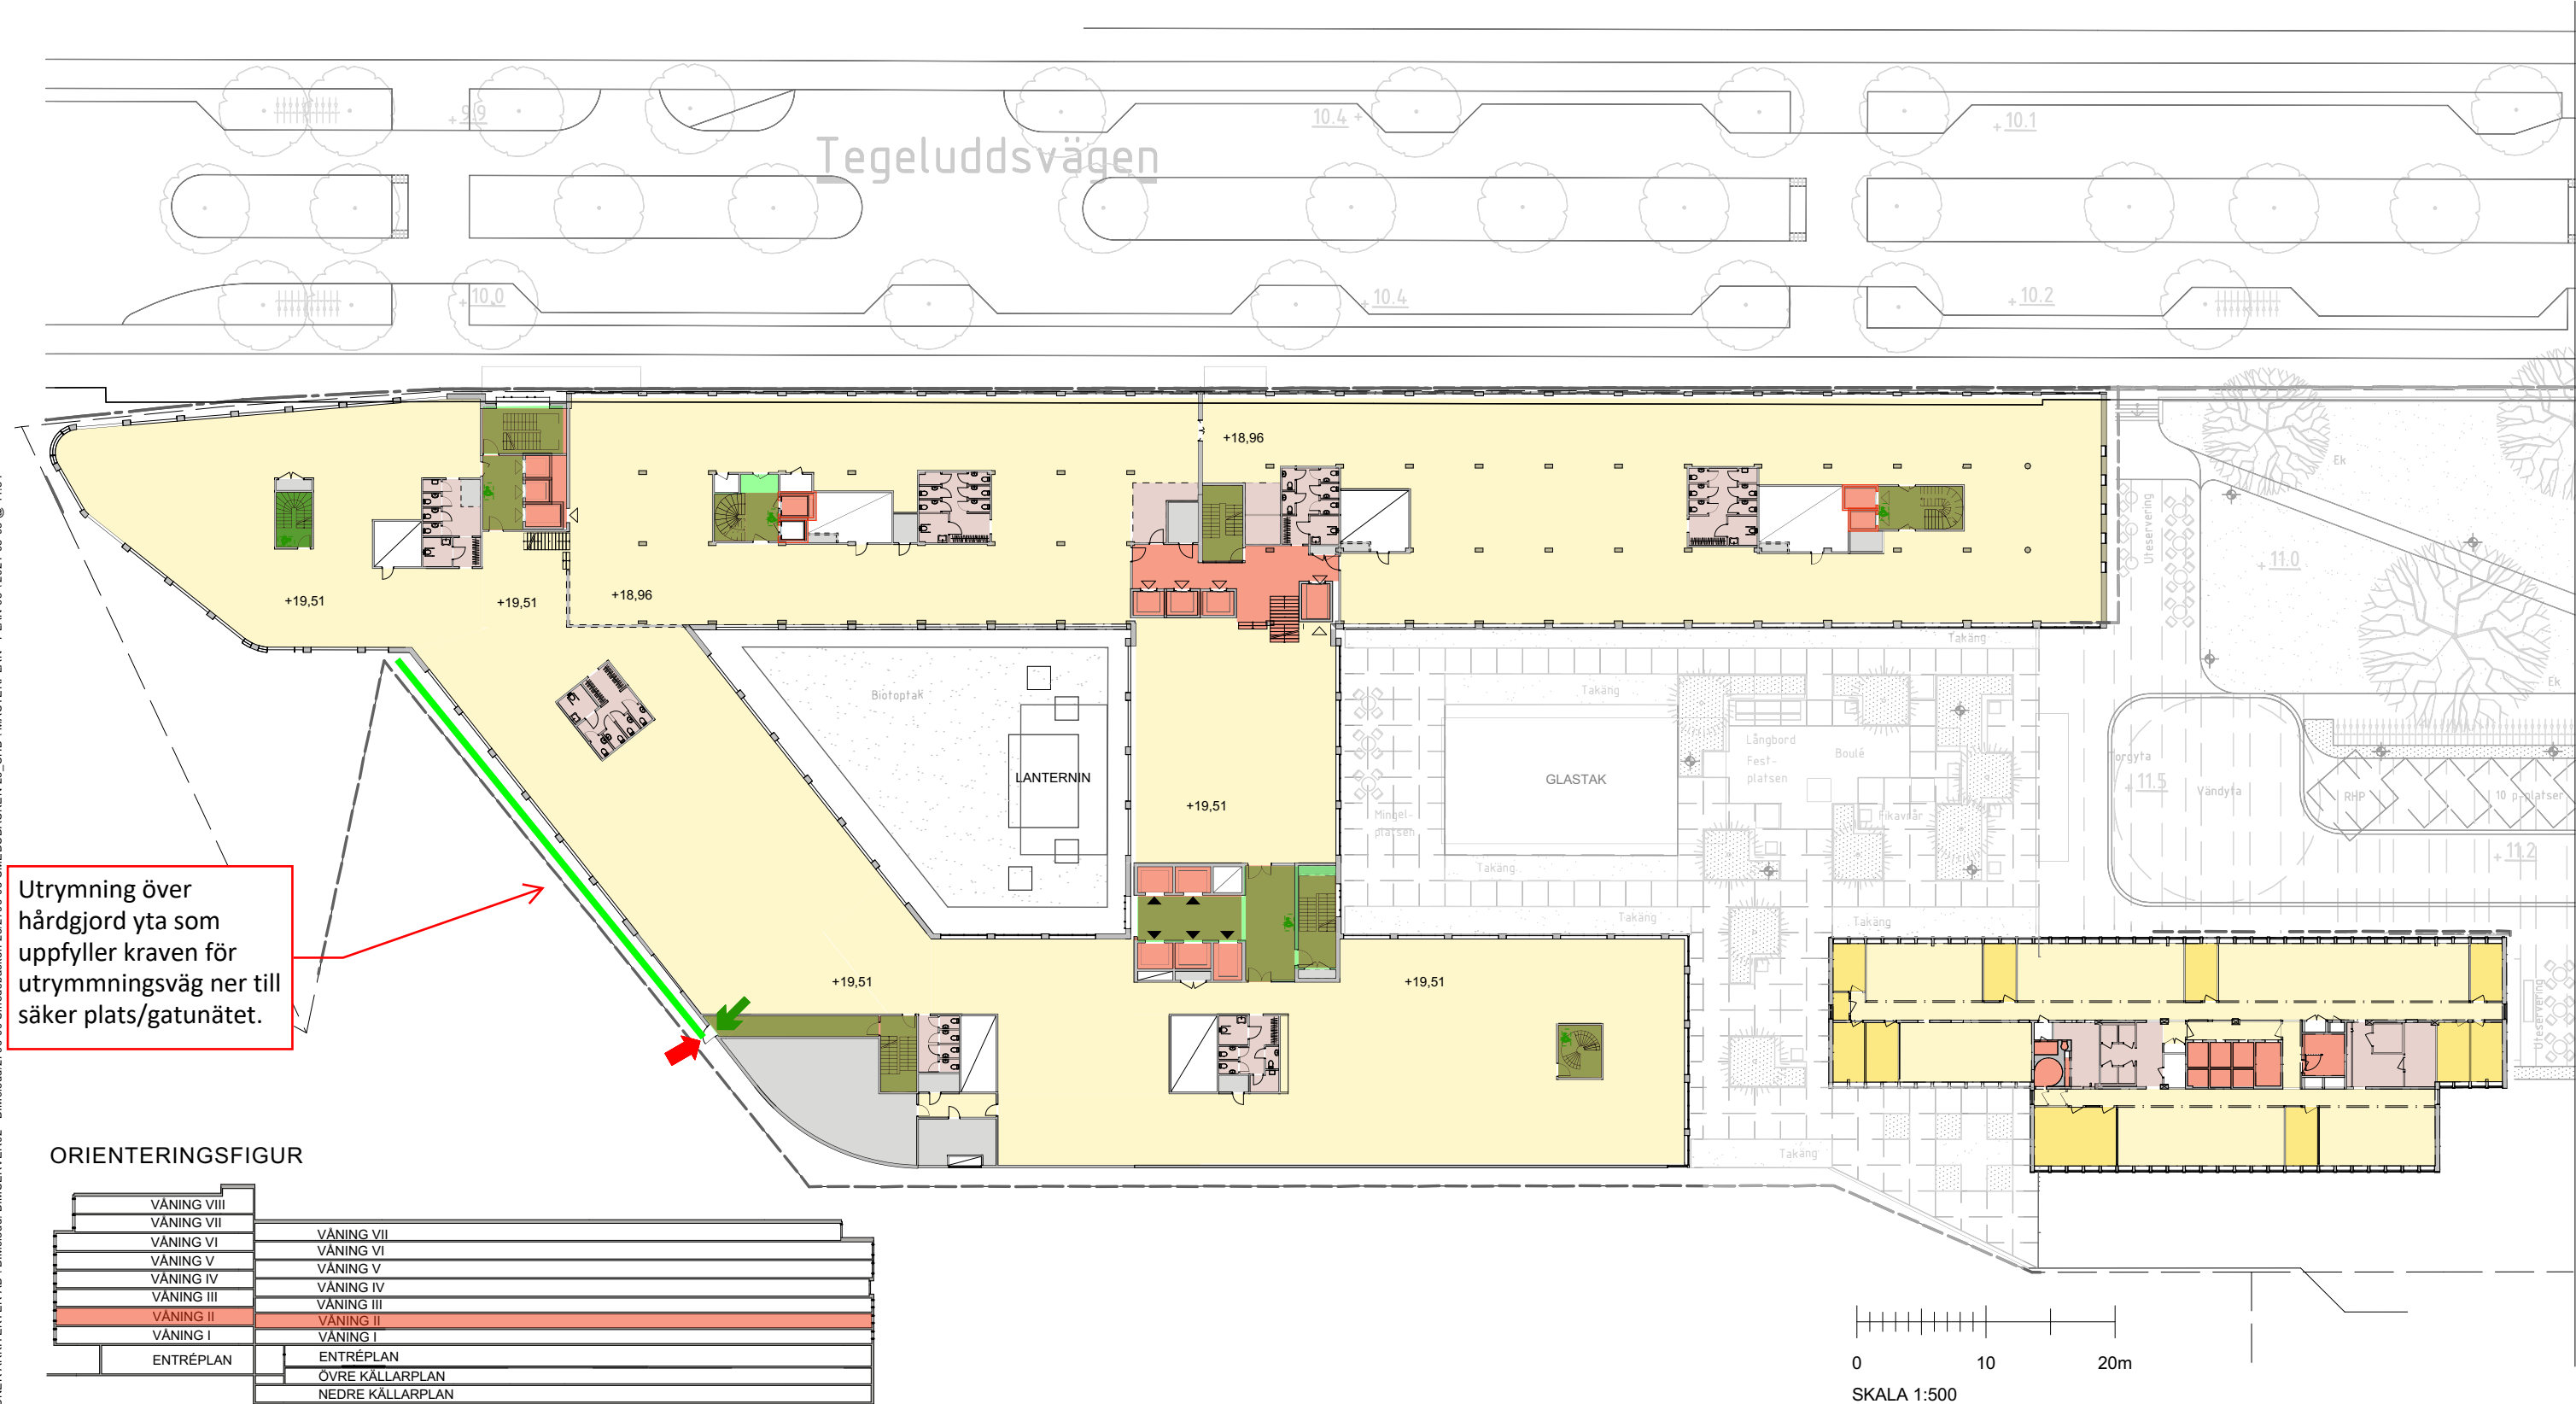 9.9
10.4
10.1
Tegeluddsvägen
10.0
10.4
10.2
+18,96
Ek
Uteservering
11.0
+19,51
+19,51
+18,96
Takäng
Ek
Biotoptak
Takäng
Långbord
Boulé
Fest-
platsen
LANTERNIN
GLASTAK
11.5
Vändyta
RHP
10 p-platser
+19,51
Mingel-
platsen
Fikavrår
11.2
Takäng
Utrymning över
hårdgjord yta som
uppfyller kraven för
utrymmningsväg ner till
säker plats/gatunätet.
Takäng
Takäng
+19,51
+19,51
Uteservering
Takäng
ORIENTERINGSFIGUR
VÅNING VIII
VÅNING VII
VÅNING VII
VÅNING VI
VÅNING VI
VÅNING V
VÅNING V
VÅNING IV
VÅNING IV
VÅNING III
VÅNING III
VÅNING II
VÅNING II
VÅNING I
VÅNING I
ENTRÉPLAN
ENTRÉPLAN
ÖVRE KÄLLARPLAN
NEDRE KÄLLARPLAN
0 10 20m
SKALA 1:500